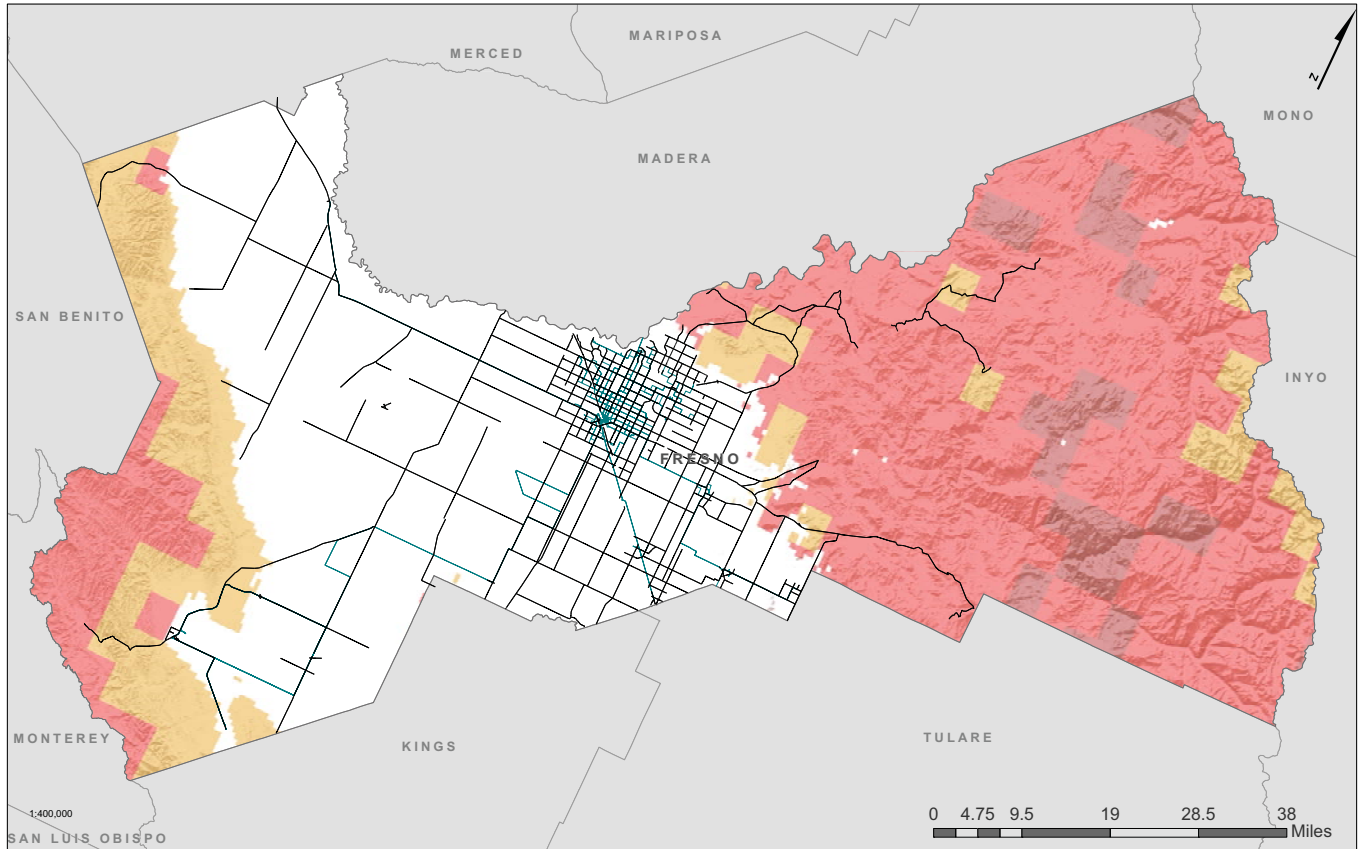 MARIPOSA
MERCED
N
MONO
MADERA
SAN BENITO
INYO
FRESNO
MONTEREY
KINGS
TULARE
1:400,000
0 4.75 9.5 19 28.5 38
Miles
SAN LUIS OBISPO